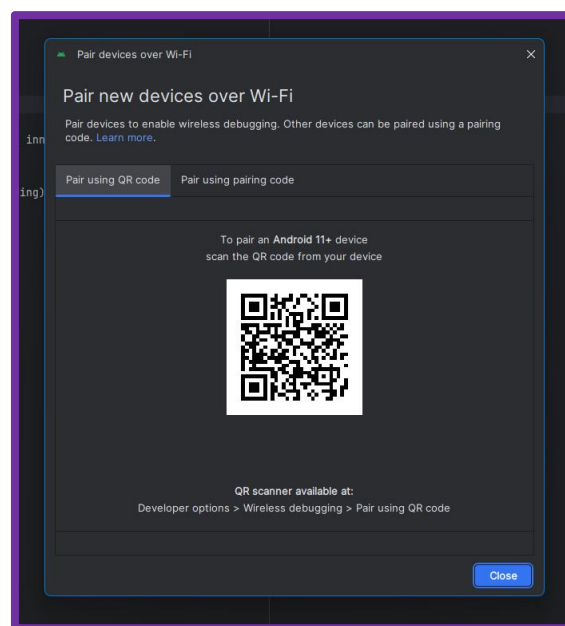 Pair devices over Wi-Fi
Pair new devices over Wi-Fi
Pair devices to enable wireless debugging. Other devices can be paired using a pairing
inn
code. Learn more.
Pair using QR code Pair using pairing code
ing)
To pair an Android 11+ device
scan the QR code from your device
QR scanner available at:
Developer options > Wireless debugging > Pair using QR code
Close